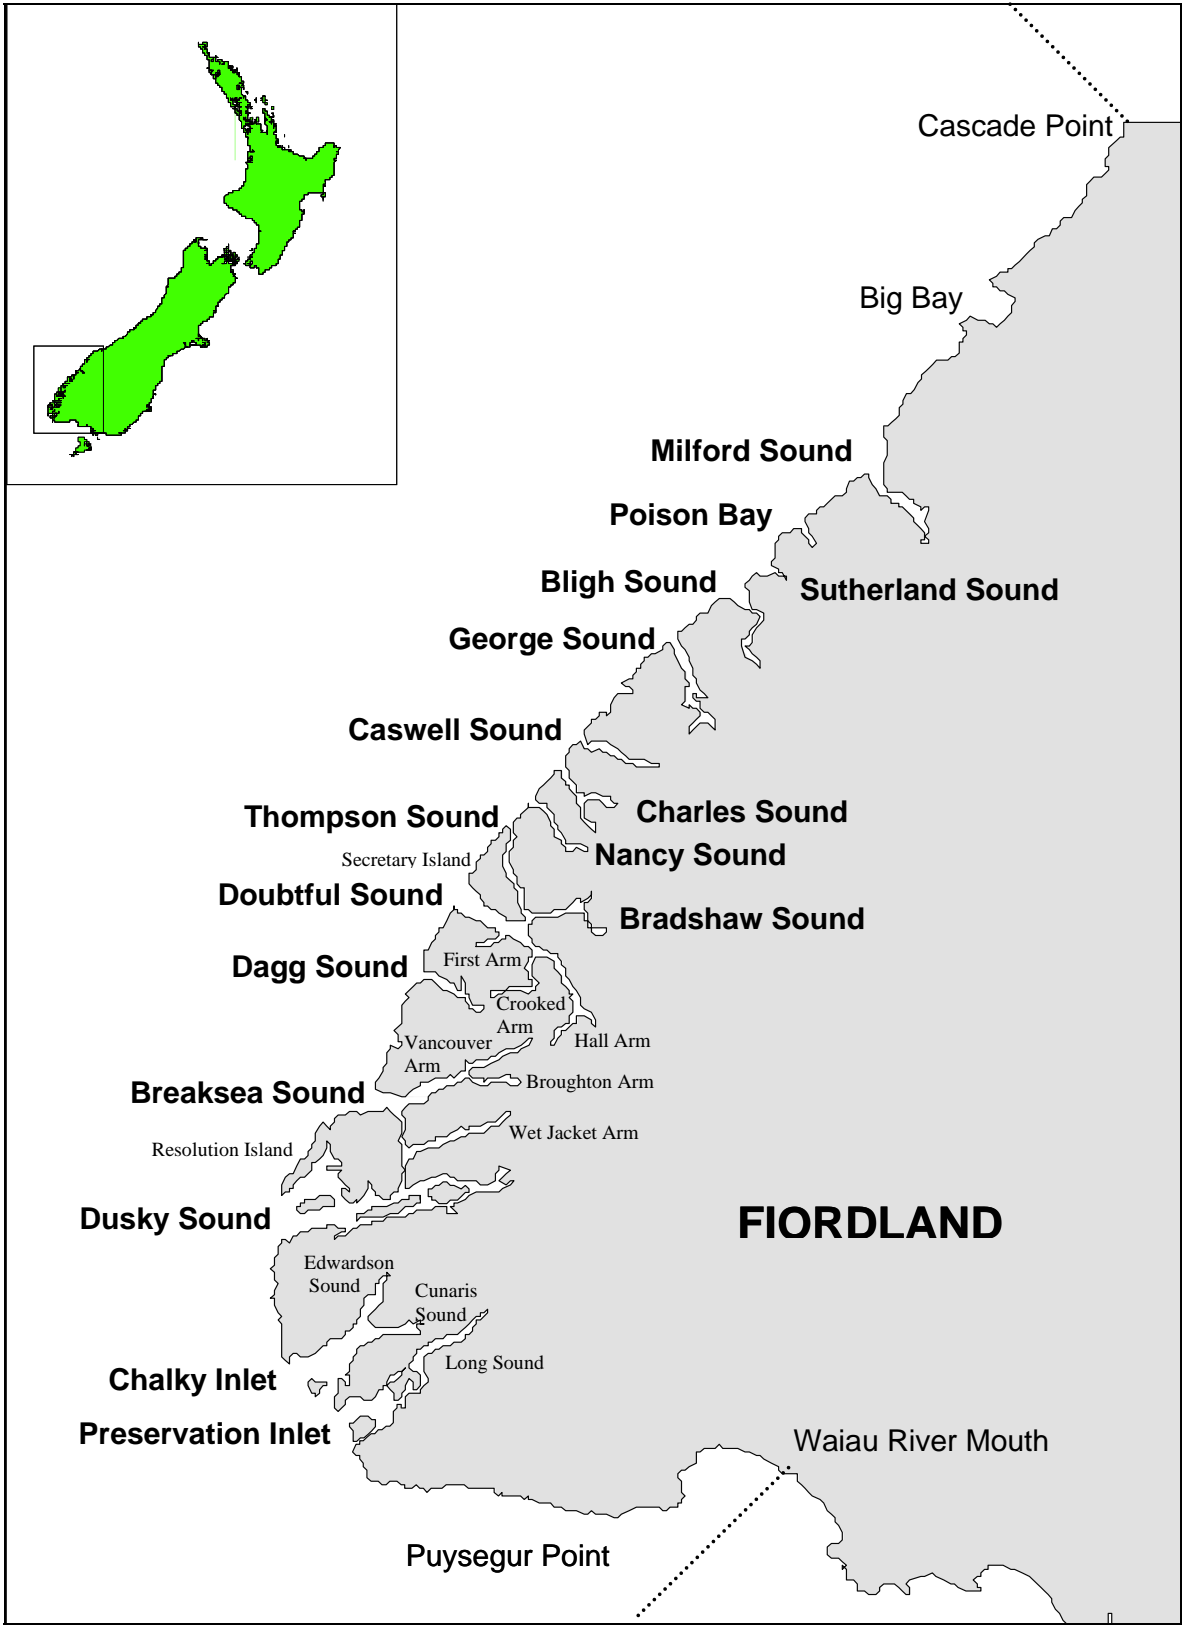 Cascade Point
Big Bay
Milford Sound
Poison Bay
Bligh Sound
Sutherland Sound
George Sound
Caswell Sound
Charles Sound
Thompson Sound
Nancy Sound
Secretary Island
Doubtful Sound
Bradshaw Sound
First Arm
Dagg Sound
Crooked
Arm
Hall Arm
Vancouver
Arm
Broughton Arm
Breaksea Sound
Wet Jacket Arm
Resolution Island
Dusky Sound
FIORDLAND
Edwardson
Sound
Cunaris
Sound
Long Sound
Chalky Inlet
Preservation Inlet
Waiau River Mouth
Puysegur Point